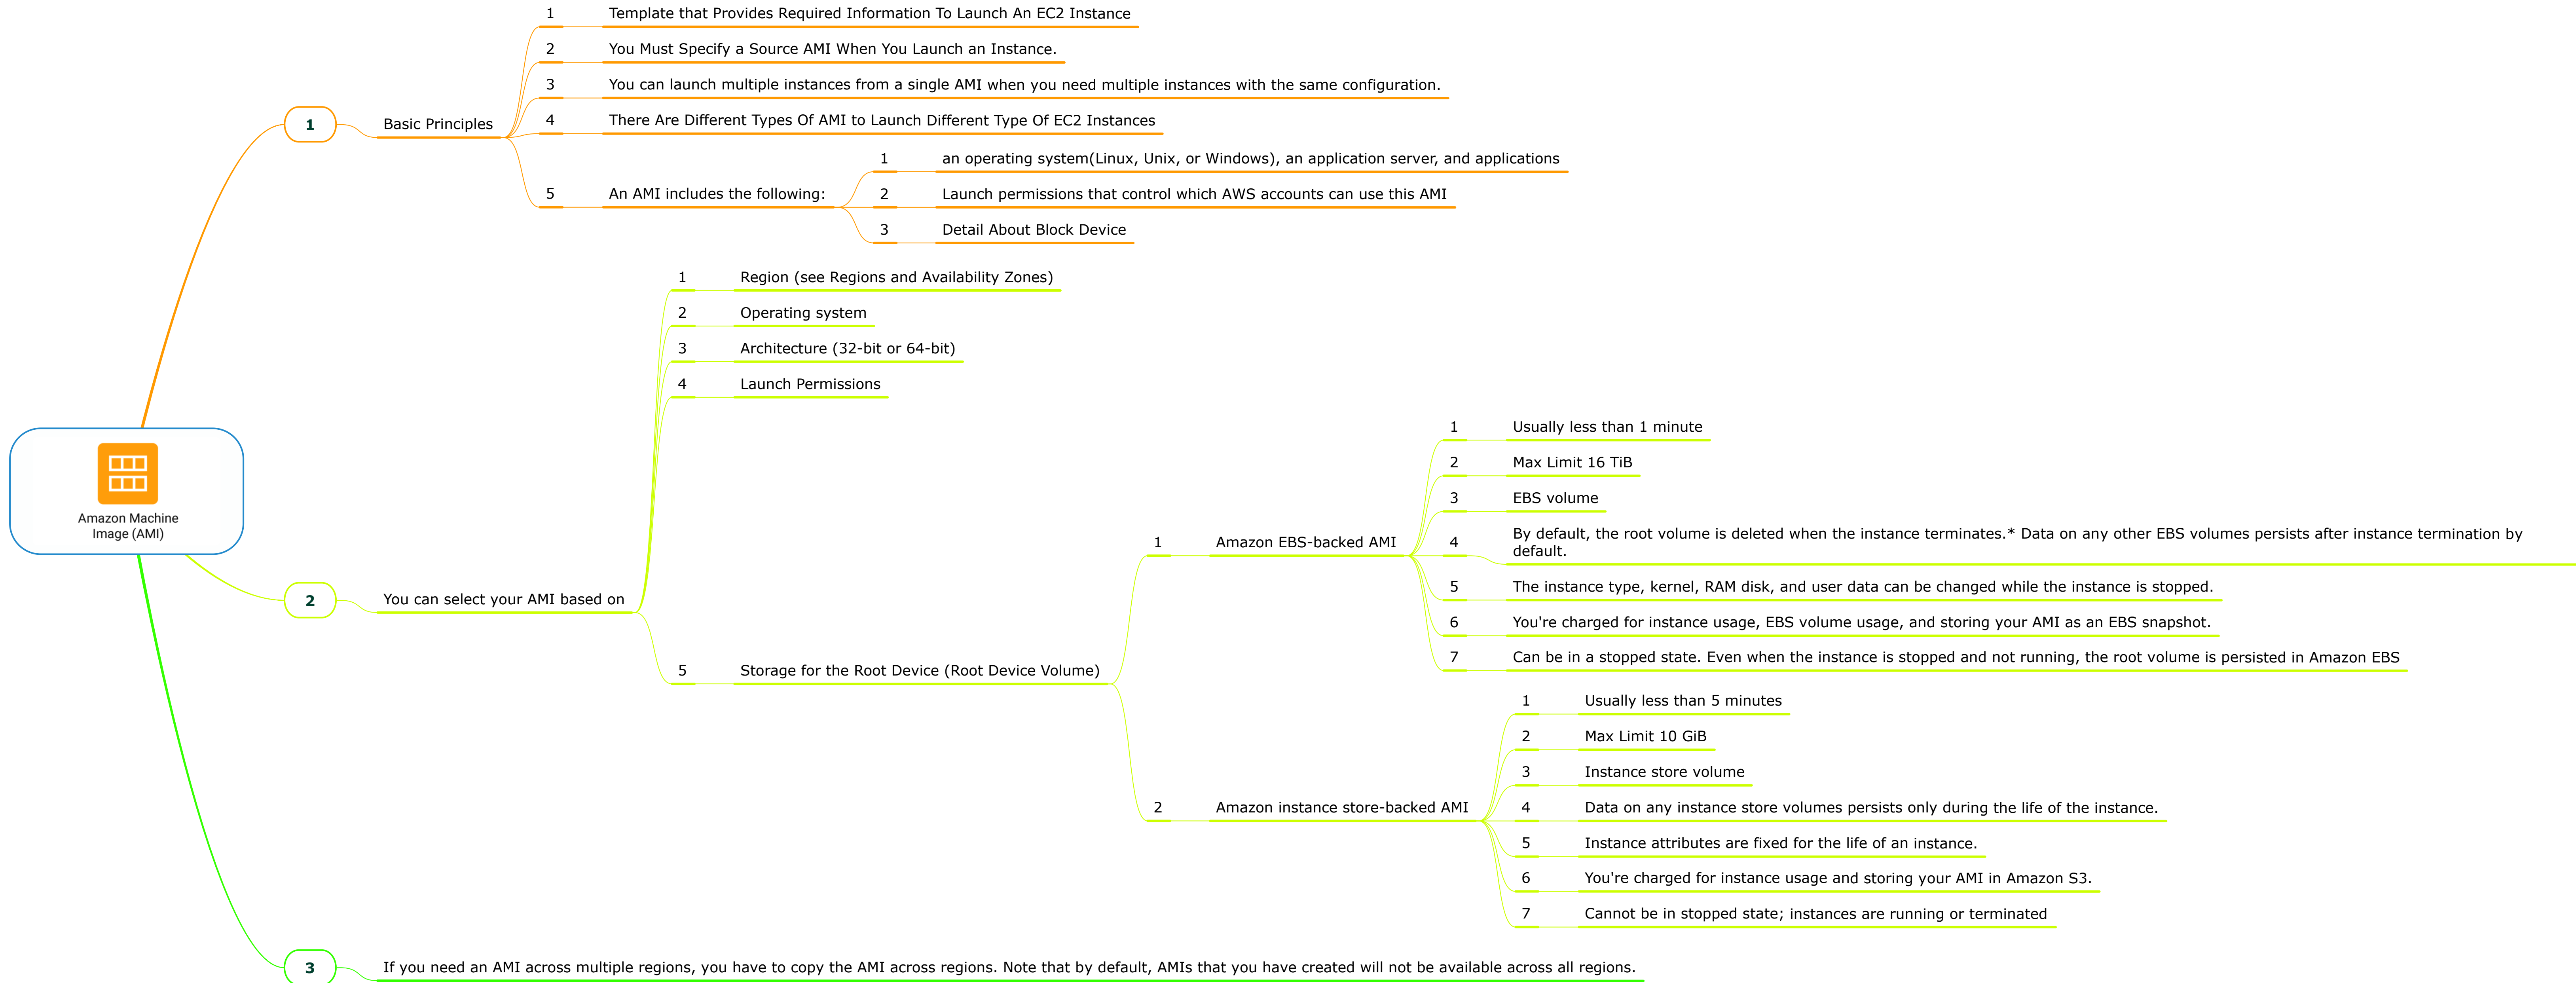 Amazon Machine
Image (AMI)
1
Basic Principles
1 Template that Provides Required Information To Launch An EC2 Instance
2 You Must Specify a Source AMI When You Launch an Instance.
3 You can launch multiple instances from a single AMI when you need multiple instances with the same configuration.
4 There Are Different Types Of AMI to Launch Different Type Of EC2 Instances
5 An AMI includes the following:
1 an operating system(Linux, Unix, or Windows), an application server, and applications
2 Launch permissions that control which AWS accounts can use this AMI
3 Detail About Block Device
2
You can select your AMI based on
1 Region (see Regions and Availability Zones)
2 Operating system
3 Architecture (32-bit or 64-bit)
4 Launch Permissions
5 Storage for the Root Device (Root Device Volume)
1 Amazon EBS-backed AMI
1 Usually less than 1 minute
2 Max Limit 16 TiB
3 EBS volume
4 By default, the root volume is deleted when the instance terminates.* Data on any other EBS volumes persists after instance termination by
default.
5 The instance type, kernel, RAM disk, and user data can be changed while the instance is stopped.
6 You're charged for instance usage, EBS volume usage, and storing your AMI as an EBS snapshot.
7 Can be in a stopped state. Even when the instance is stopped and not running, the root volume is persisted in Amazon EBS
2 Amazon instance store-backed AMI
1 Usually less than 5 minutes
2 Max Limit 10 GiB
3 Instance store volume
4 Data on any instance store volumes persists only during the life of the instance.
5 Instance attributes are fixed for the life of an instance.
6 You're charged for instance usage and storing your AMI in Amazon S3.
7 Cannot be in stopped state; instances are running or terminated
3
If you need an AMI across multiple regions, you have to copy the AMI across regions. Note that by default, AMIs that you have created will not be available across all regions.